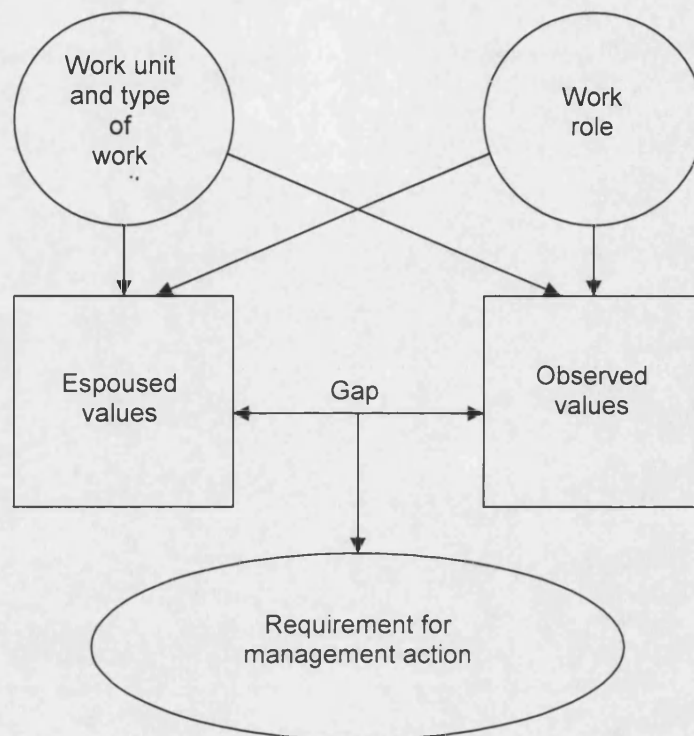 Work unit
and type
of
work
Work
role
Espoused
values
Gap
Observed
values
Requirement for
management action